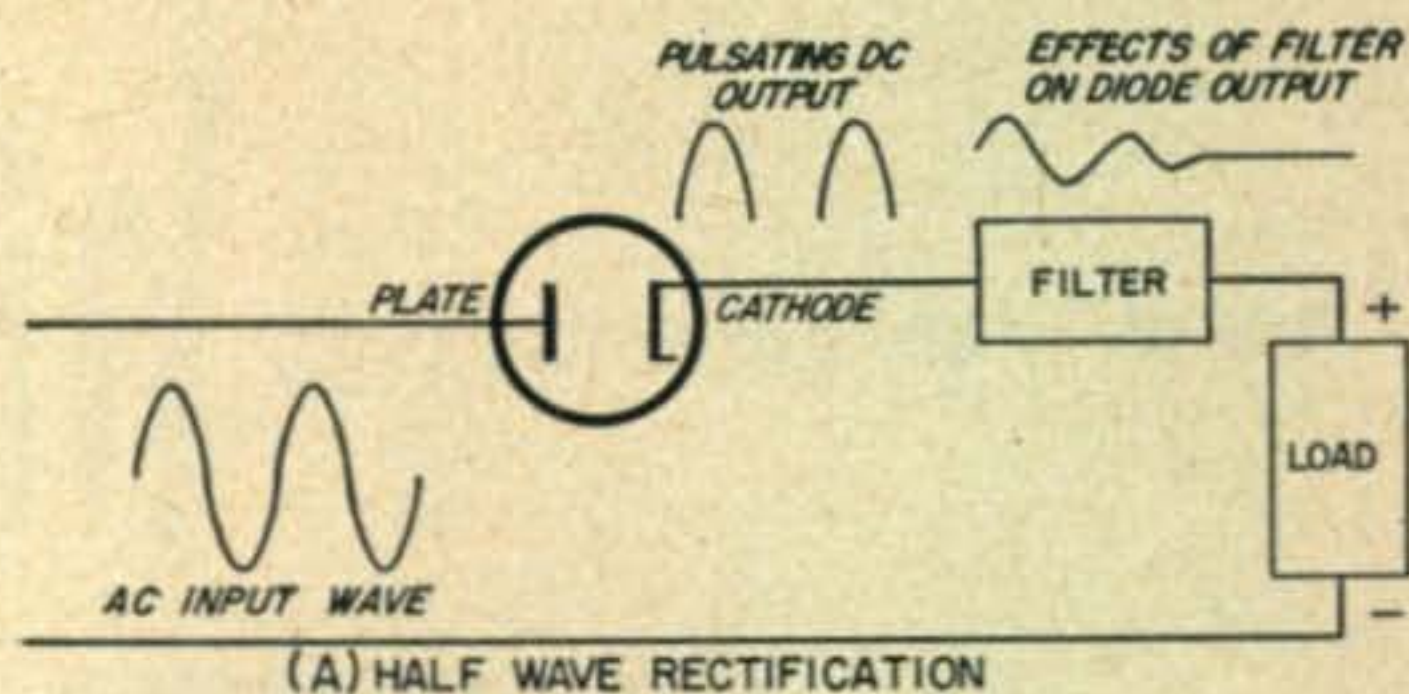 PULSATING DC
OUTPUT
EFFECTS OF FILTER
ON DIODE OUTPUT
PLATE
CATHODE
FILTER
+
LOAD
AC INPUT WAVE
−
(A) HALF WAVE RECTIFICATION